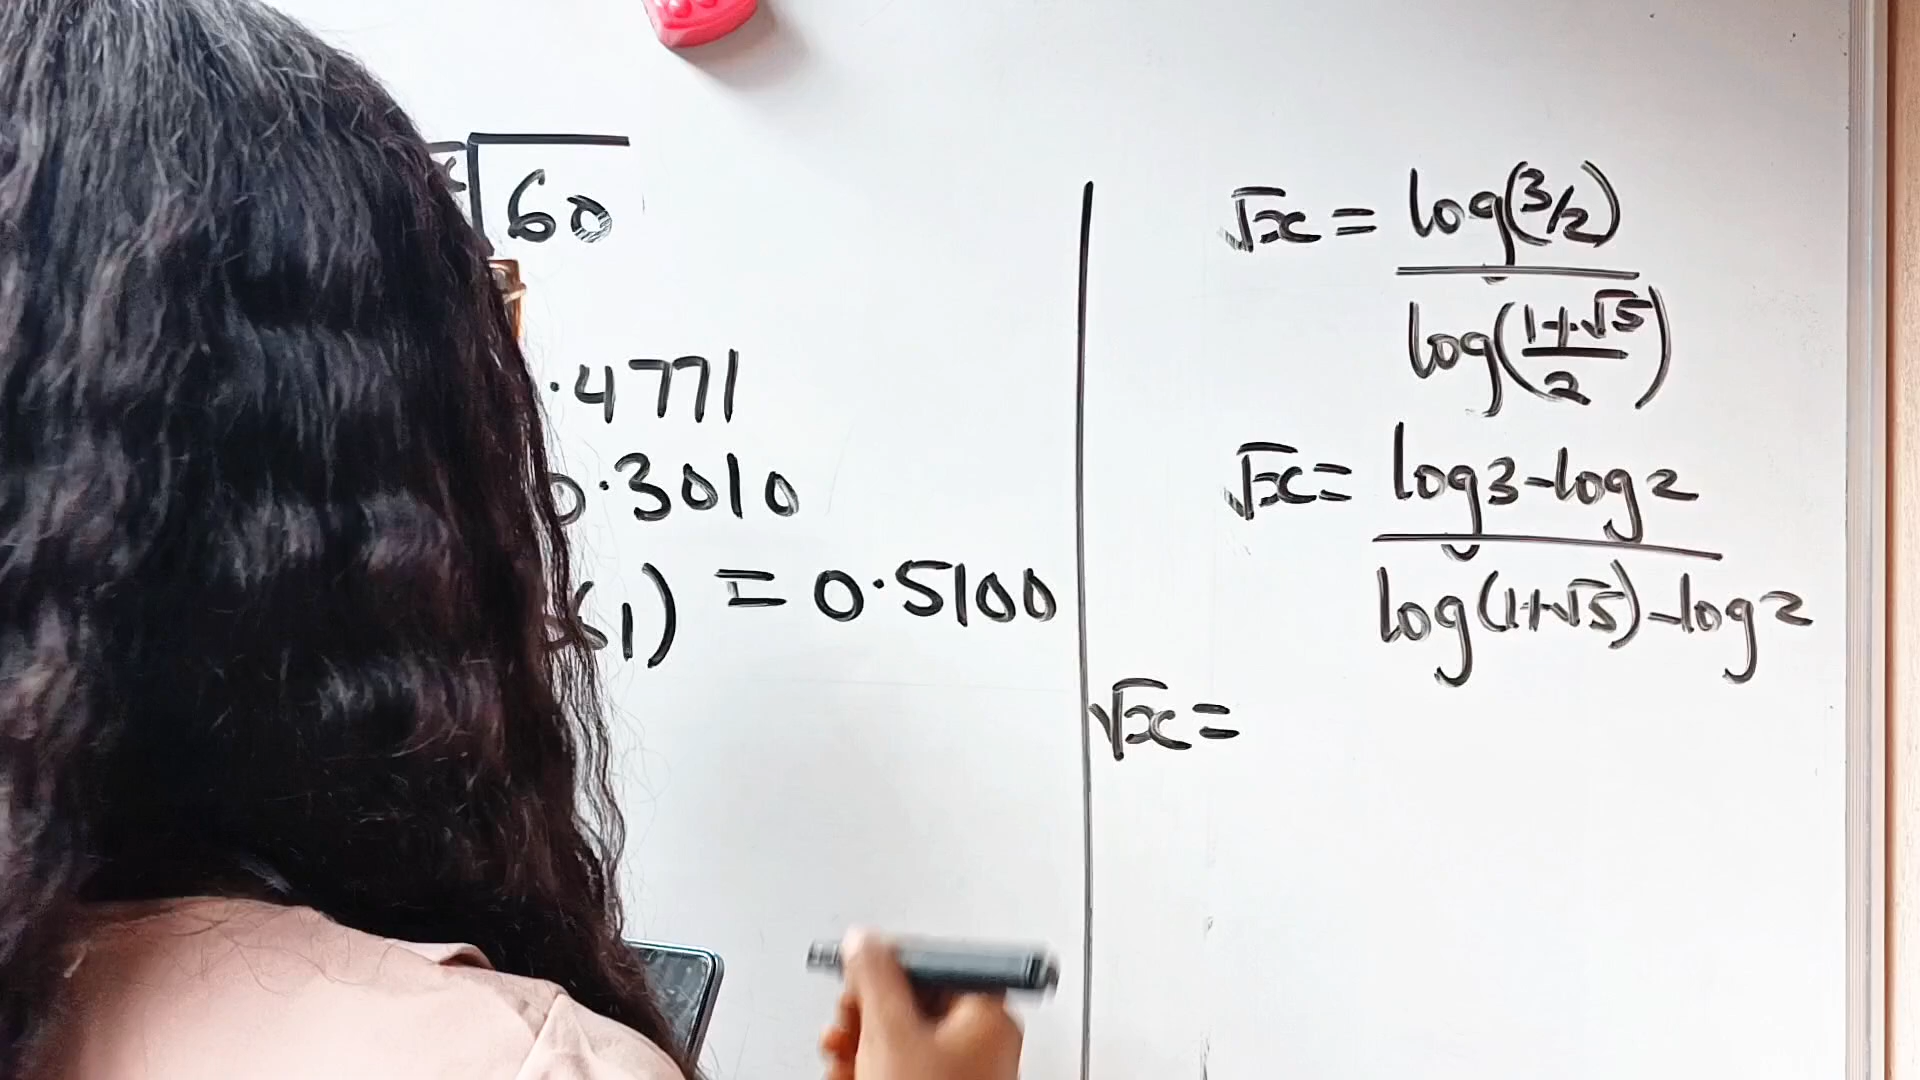 60
.4771
0.3010
1) = 0.5100
√x = log(3/2)
log(1+√5
2)
√x = log3-log2
log(1+√5)-log2
√x =